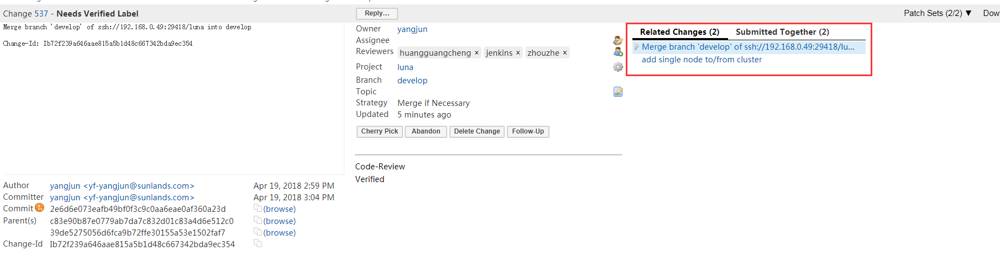 Change 537 - Needs Verified Label
Reply...
Patch Sets (2/2) ▼
Dow
Merge branch 'develop' of ssh://192.168.0.49:29418/luna into develop
Change-Id: Ib72f239a646aae815a5b1d48c667342bda9ec354
Owner yangjun
Assignee
Reviewers huangguangcheng × jenkins × zhouzhe ×
Project luna
Branch develop
Topic
Strategy Merge if Necessary
Updated 5 minutes ago
Cherry Pick Abandon Delete Change Follow-Up
Code-Review
Verified
Related Changes (2) Submitted Together (2)
Merge branch 'develop' of ssh://192.168.0.49:29418/lu...
add single node to/from cluster
Author yangjun <yf-yangjun@sunlands.com> Apr 19, 2018 2:59 PM
Committer yangjun <yf-yangjun@sunlands.com> Apr 19, 2018 3:04 PM
Commit 2e6d6e073eafb49bf0f3c9c0aa6eae0af360a23d (browse)
Parent(s) c83e90b87e0779ab7da7c832d01c83a4d6e512c0 (browse)
39de5275056d6fca9b72ffe30155a53e1502faf7 (browse)
Change-Id Ib72f239a646aae815a5b1d48c667342bda9ec354